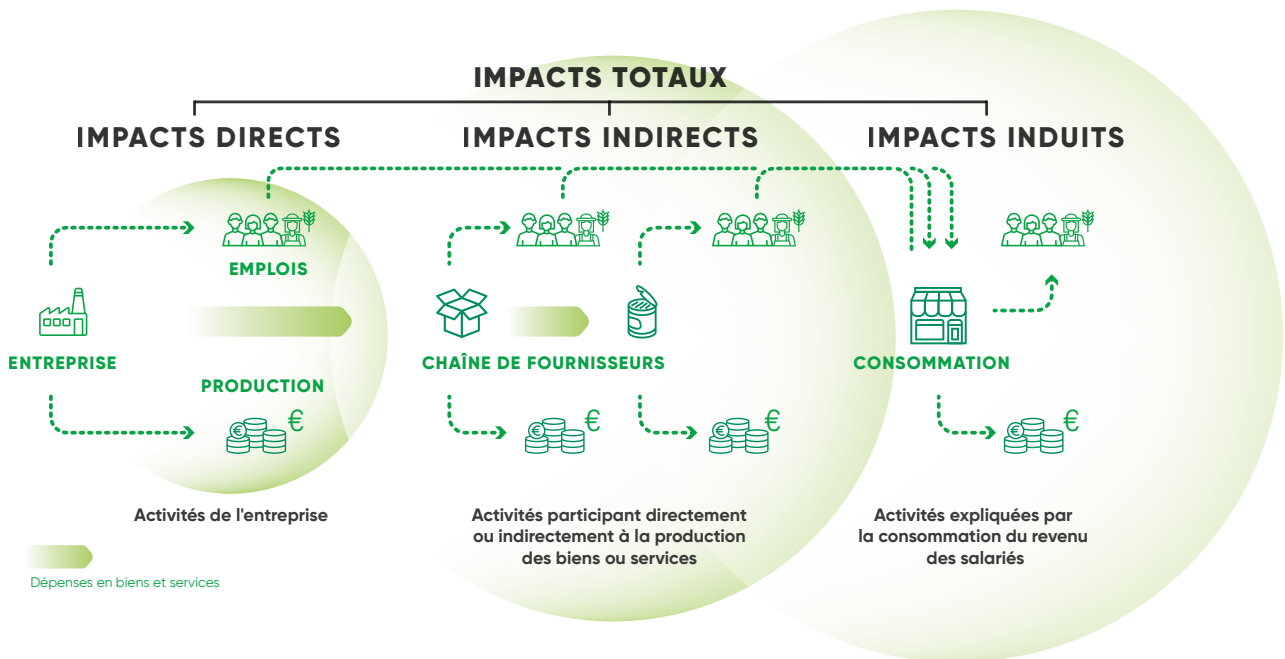 IMPACTS TOTAUX
IMPACTS DIRECTS
IMPACTS INDIRECTS
IMPACTS INDUITS
EMPLOIS
ENTREPRISE
CHAÎNE DE FOURNISSEURS
CONSOMMATION
PRODUCTION
€
€
€
€
€
€
€
€
Activités de l'entreprise
Activités participant directement
ou indirectement à la production
des biens ou services
Activités expliquées par
la consommation du revenu
des salariés
Dépenses en biens et services